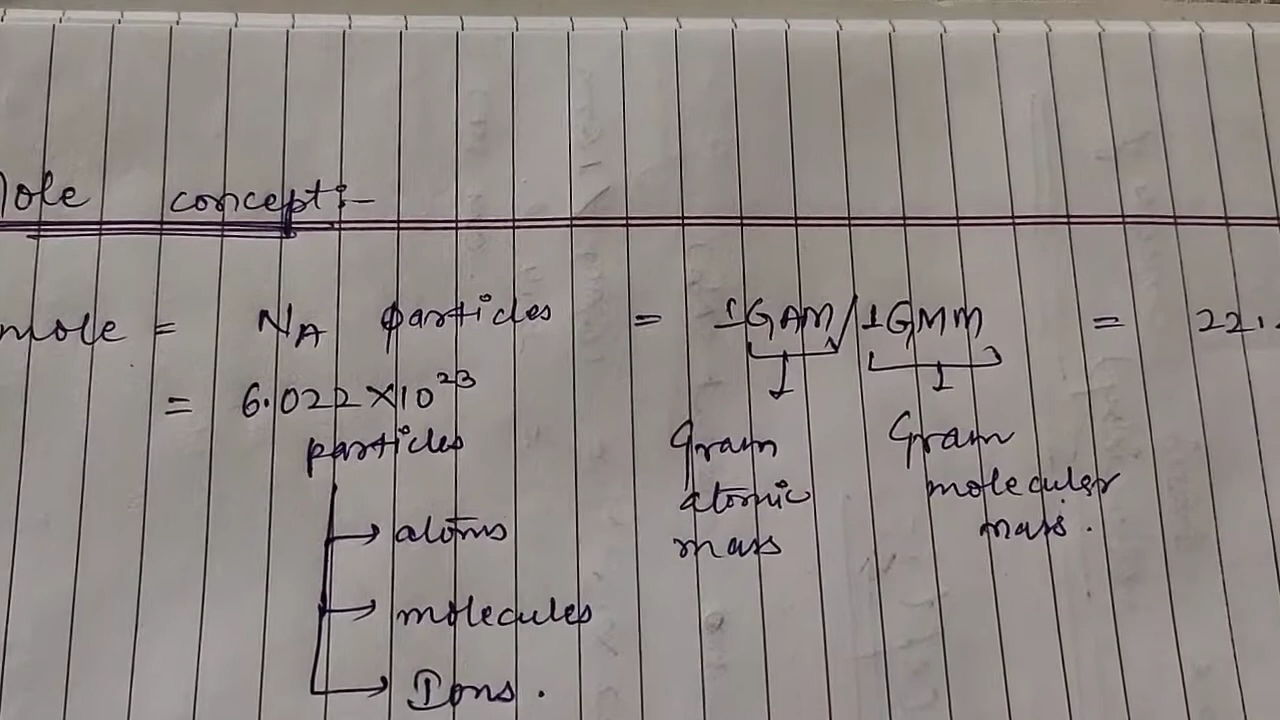 ole concept:-
mole = NA particles = 1GAM/1GMM = 22.
= 6.022 × 10²³
particles
Gram
atomic
mass
Gram
molecular
mass.
→ atoms
→ molecules
→ Ions.